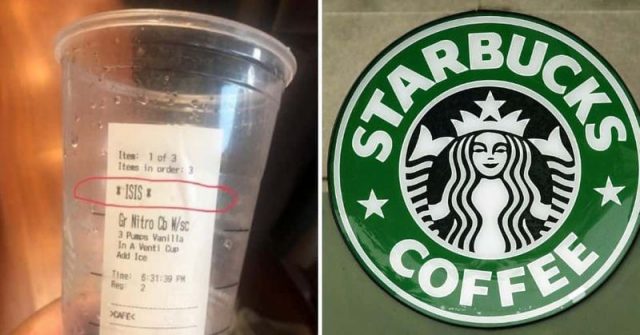 Item: 1 of 3
Items in order: 3
* ISIS *
Gr Nitro Cb W/sc
3 Pumps Vanilla
In A Venti Cup
Add Ice
Time: 6:31:39 PM
Reg: 2
>CAFE<
STARBUCKS
COFFEE